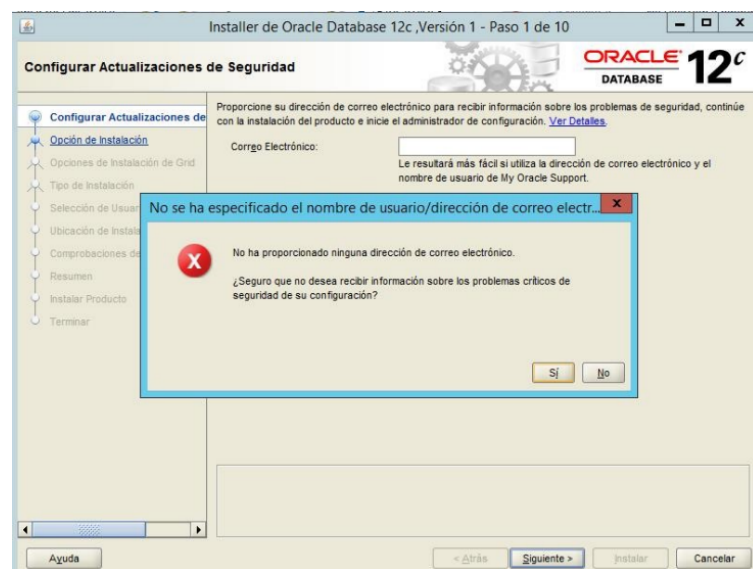 Installer de Oracle Database 12c ,Versión 1 - Paso 1 de 10
Configurar Actualizaciones de Seguridad
ORACLE
DATABASE
12c
Configurar Actualizaciones de
Opción de Instalación
Opciones de Instalación de Grid
Tipo de Instalación
Selección de
Ubicación de
Comprobaciones de
Resumen
Instalar Producto
Terminar
Proporcione su dirección de correo electrónico para recibir información sobre los problemas de seguridad, continúe
con la instalación del producto e inicie el administrador de configuración. Ver Detalles.
Correo Electrónico:
Le resultará más fácil si utiliza la dirección de correo electrónico y el
nombre de usuario de My Oracle Support.
No se ha especificado el nombre de usuario/dirección de correo electr...
No ha proporcionado ninguna dirección de correo electrónico.
¿Seguro que no desea recibir información sobre los problemas críticos de
seguridad de su configuración?
Sí
No
Ayuda
< Atrás
Siguiente >
Instalar
Cancelar